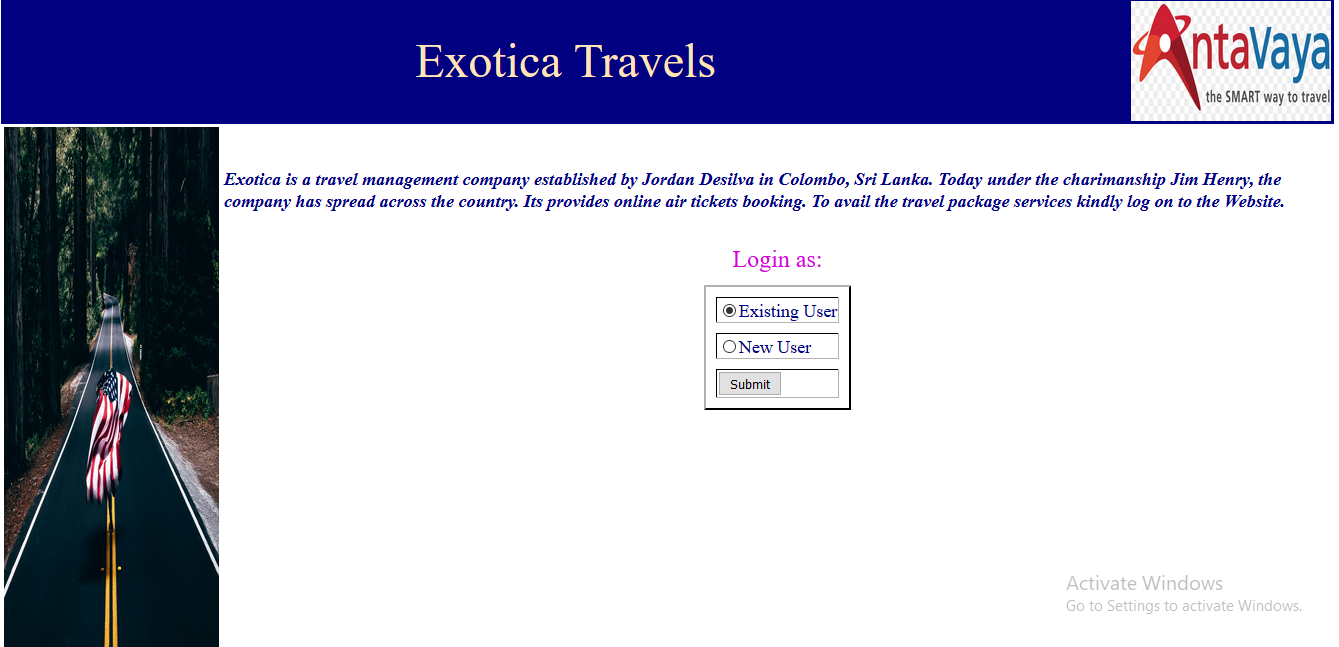 Exotica Travels
AntaVaya
the SMART way to travel
Exotica is a travel management company established by Jordan Desilva in Colombo, Sri Lanka. Today under the charimanship Jim Henry, the
company has spread across the country. Its provides online air tickets booking. To avail the travel package services kindly log on to the Website.
Login as:
Existing User
New User
Submit
Activate Windows
Go to Settings to activate Windows.